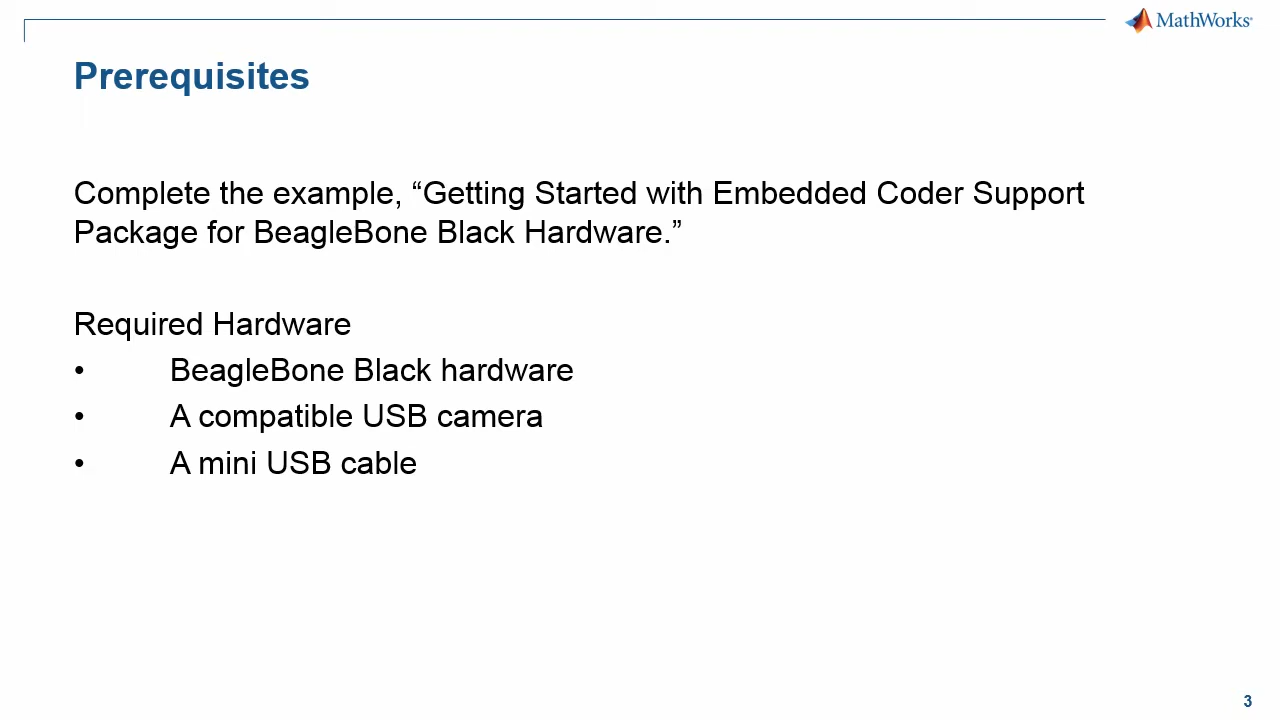 MathWorks
Prerequisites
Complete the example, “Getting Started with Embedded Coder Support
Package for BeagleBone Black Hardware.”
Required Hardware
• BeagleBone Black hardware
• A compatible USB camera
• A mini USB cable
3